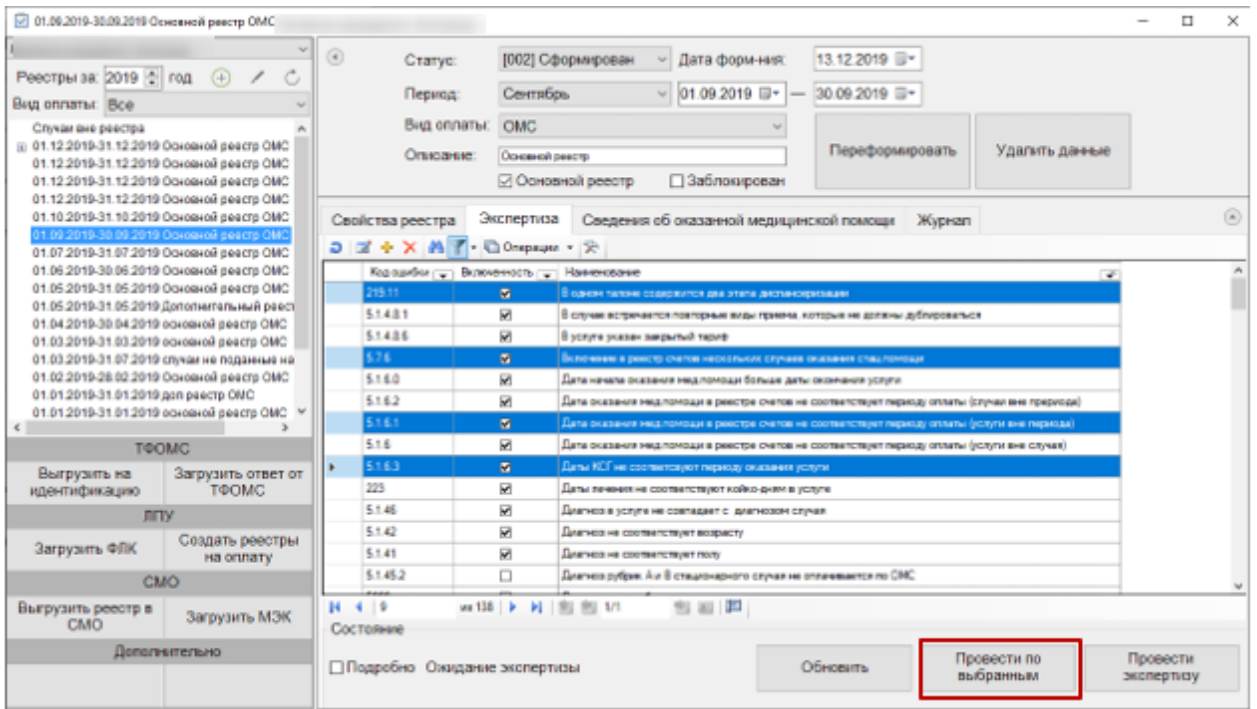 01.09.2019-30.09.2019 Основной реестр ОМС
Реестры за: 2019 год
Вид оплаты: Все
Случаи вне реестра
01.12.2019-31.12.2019 Основной реестр ОМС
01.12.2019-31.12.2019 Основной реестр ОМС
01.12.2019-31.12.2019 Основной реестр ОМС
01.12.2019-31.12.2019 Основной реестр ОМС
01.10.2019-31.10.2019 Основной реестр ОМС
01.09.2019-30.09.2019 Основной реестр ОМС
01.07.2019-31.07.2019 Основной реестр ОМС
01.06.2019-30.06.2019 Основной реестр ОМС
01.05.2019-31.05.2019 Основной реестр ОМС
01.05.2019-31.05.2019 Дополнительный реест
01.04.2019-30.04.2019 основной реестр ОМС
01.03.2019-31.03.2019 основной реестр ОМС
01.03.2019-31.07.2019 случаи не поданные на
01.02.2019-28.02.2019 Основной реестр ОМС
01.01.2019-31.01.2019 доп реестр ОМС
01.01.2019-31.01.2019 основной реестр ОМС
ТФОМС
Выгрузить на идентификацию
Загрузить ответ от ТФОМС
ЛПУ
Загрузить ФЛК
Создать реестры на оплату
СМО
Выгрузить реестр в СМО
Загрузить МЭК
Дополнительно
Статус: [002] Сформирован Дата форм-ния: 13.12.2019
Период: Сентябрь 01.09.2019 — 30.09.2019
Вид оплаты: ОМС
Описание: Основной реестр
Основной реестр Заблокирован
Переформировать
Удалить данные
Свойства реестра Экспертиза Сведения об оказанной медицинской помощи Журнал
Операции
Код ошибки Включенность Наименование
219.11 В одном талоне содержится два этапа диспансеризации
5.1.4.8.1 В случае встречается повторные виды приема, которые не должны дублироваться
5.1.4.8.6 В услуге указан закрытый тариф
5.7.6 Включение в реестр счетов нескольких случаев оказания стац.помощи
5.1.6.0 Дата начала оказания мед.помощи больше даты окончания услуги
5.1.6.2 Дата оказания мед.помощи в реестре счетов не соответствует периоду оплаты (случаи вне прериода)
5.1.6.1 Дата оказания мед.помощи в реестре счетов не соответствует периоду оплаты (услуги вне периода)
5.1.6 Дата оказания мед.помощи в реестре счетов не соответствует периоду оплаты (услуги вне случая)
5.1.6.3 Даты КСГ не соответсвуют периоду оказания услуги
223 Даты лечения не соответствуют койко-дням в услуге
5.1.46 Диагноз в услуге не совпадает с диагнозом случая
5.1.42 Диагноз не соответствует возрасту
5.1.41 Диагноз не соответствует полу
5.1.45.2 Диагноз рубрик А и В стационарного случая не оплачивается по ОМС
9 из 138 1/1
Состояние
Подробно Ожидание экспертизы
Обновить
Провести по выбранным
Провести экспертизу